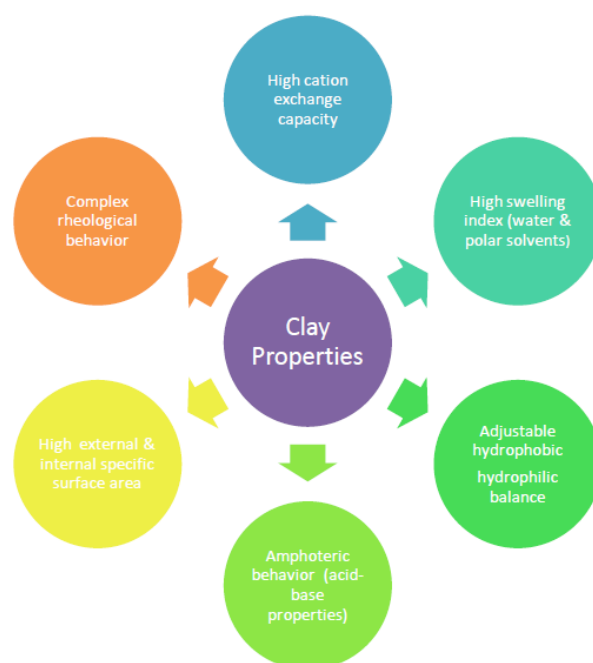 High cation
exchange
capacity
High swelling
index (water &
polar solvents)
Adjustable
hydrophobic
hydrophilic
balance
Amphoteric
behavior (acid-
base
properties)
High external &
internal specific
surface area
Complex
rheological
behavior
Clay
Properties